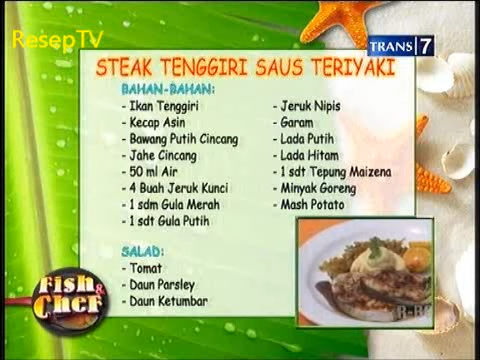 ResepTV
TRANS 7
STEAK TENGGIRI SAUS TERIYAKI
BAHAN-BAHAN:
- Ikan Tenggiri
- Kecap Asin
- Bawang Putih Cincang
- Jahe Cincang
- 50 ml Air
- 4 Buah Jeruk Kunci
- 1 sdm Gula Merah
- 1 sdt Gula Putih
- Jeruk Nipis
- Garam
- Lada Putih
- Lada Hitam
- 1 sdt Tepung Maizena
- Minyak Goreng
- Mash Potato
SALAD:
- Tomat
- Daun Parsley
- Daun Ketumbar
Fish &
Chef